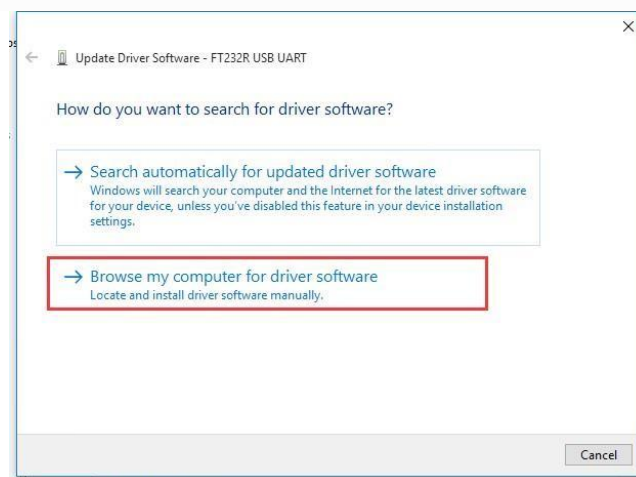 Update Driver Software - FT232R USB UART
How do you want to search for driver software?
Search automatically for updated driver software
Windows will search your computer and the Internet for the latest driver software
for your device, unless you've disabled this feature in your device installation
settings.
Browse my computer for driver software
Locate and install driver software manually.
Cancel